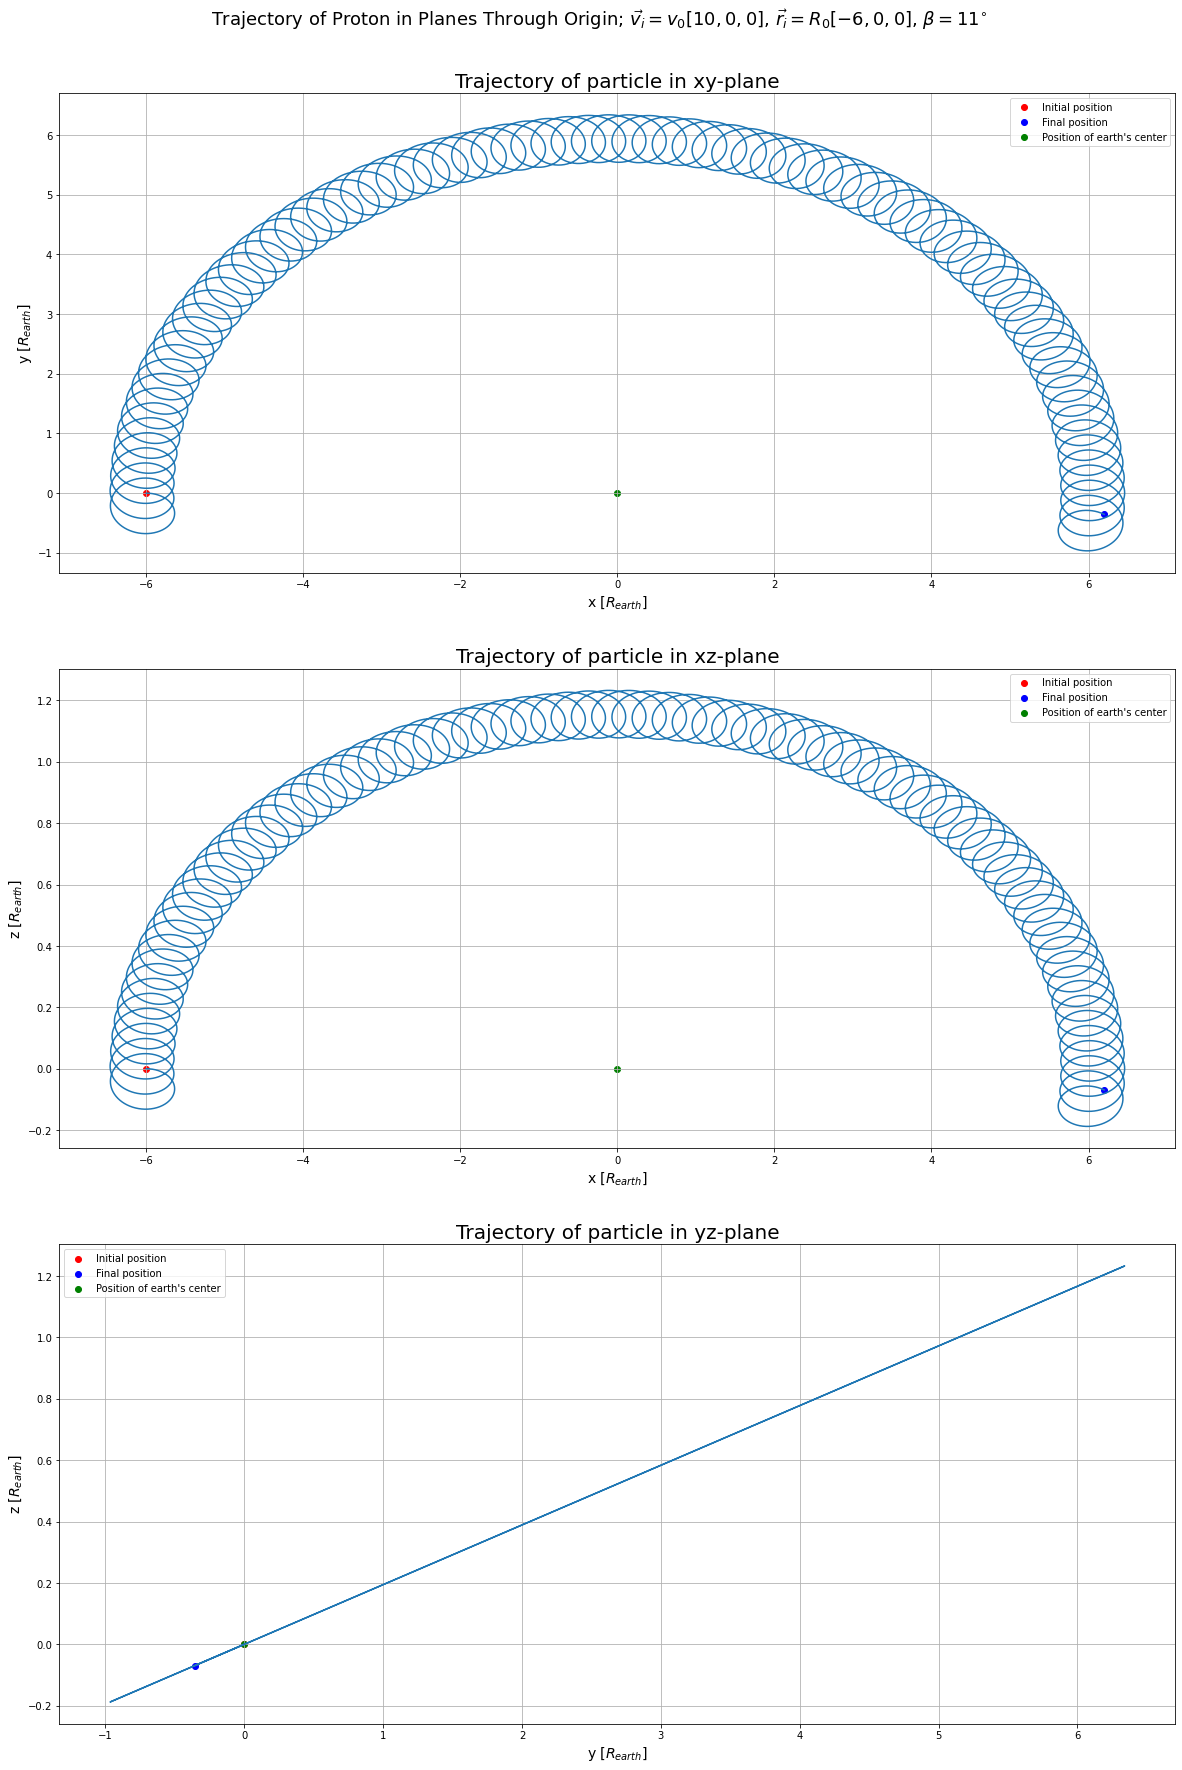 Trajectory of Proton in Planes Through Origin; $\vec{v_i} = v_0[10, 0, 0]$, $\vec{r_i} = R_0[-6, 0, 0]$, $\beta = 11^\circ$
Trajectory of particle in xy-plane
Initial position
Final position
Position of earth's center
6
5
4
3
2
1
0
−1
y [$R_{earth}$]
−6 −4 −2 0 2 4 6
x [$R_{earth}$]
Trajectory of particle in xz-plane
Initial position
Final position
Position of earth's center
1.2
1.0
0.8
0.6
0.4
0.2
0.0
−0.2
z [$R_{earth}$]
−6 −4 −2 0 2 4 6
x [$R_{earth}$]
Trajectory of particle in yz-plane
Initial position
Final position
Position of earth's center
1.2
1.0
0.8
0.6
0.4
0.2
0.0
−0.2
z [$R_{earth}$]
−1 0 1 2 3 4 5 6
y [$R_{earth}$]